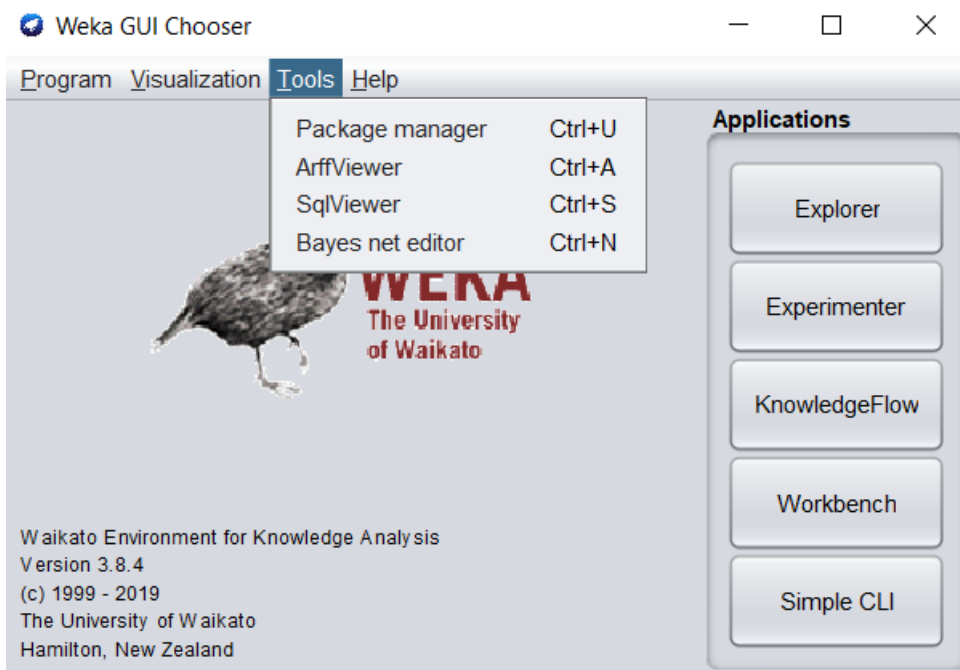 Weka GUI Chooser
Program Visualization Tools Help
Package manager Ctrl+U
ArffViewer Ctrl+A
SqlViewer Ctrl+S
Bayes net editor Ctrl+N
WEKA
The University
of Waikato
Waikato Environment for Knowledge Analysis
Version 3.8.4
(c) 1999 - 2019
The University of Waikato
Hamilton, New Zealand
Applications
Explorer
Experimenter
KnowledgeFlow
Workbench
Simple CLI